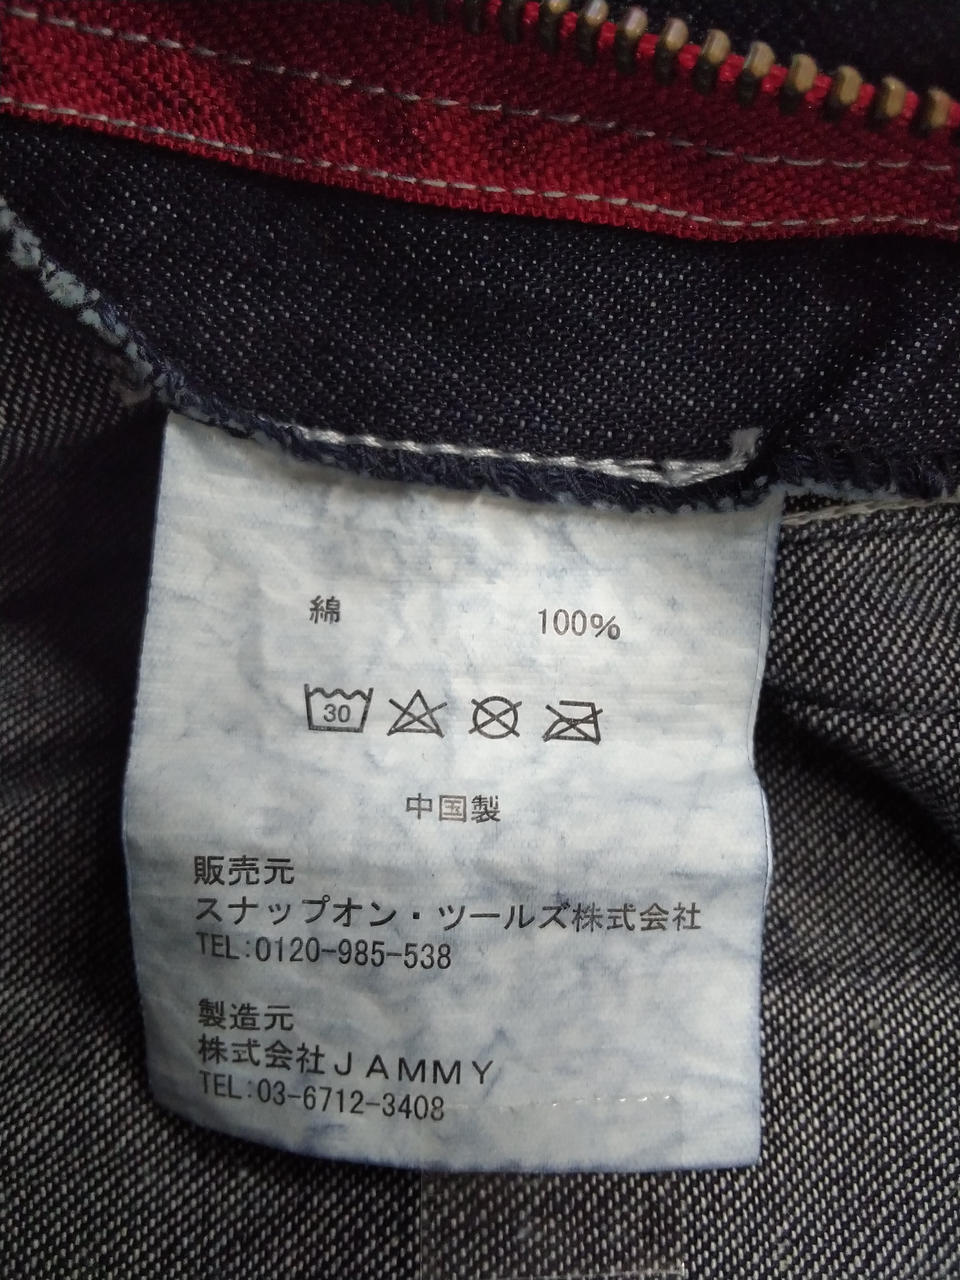 綿 100%
30
中国製
販売元
スナップオン・ツールズ株式会社
TEL:0120-985-538
製造元
株式会社JAMMY
TEL:03-6712-3408